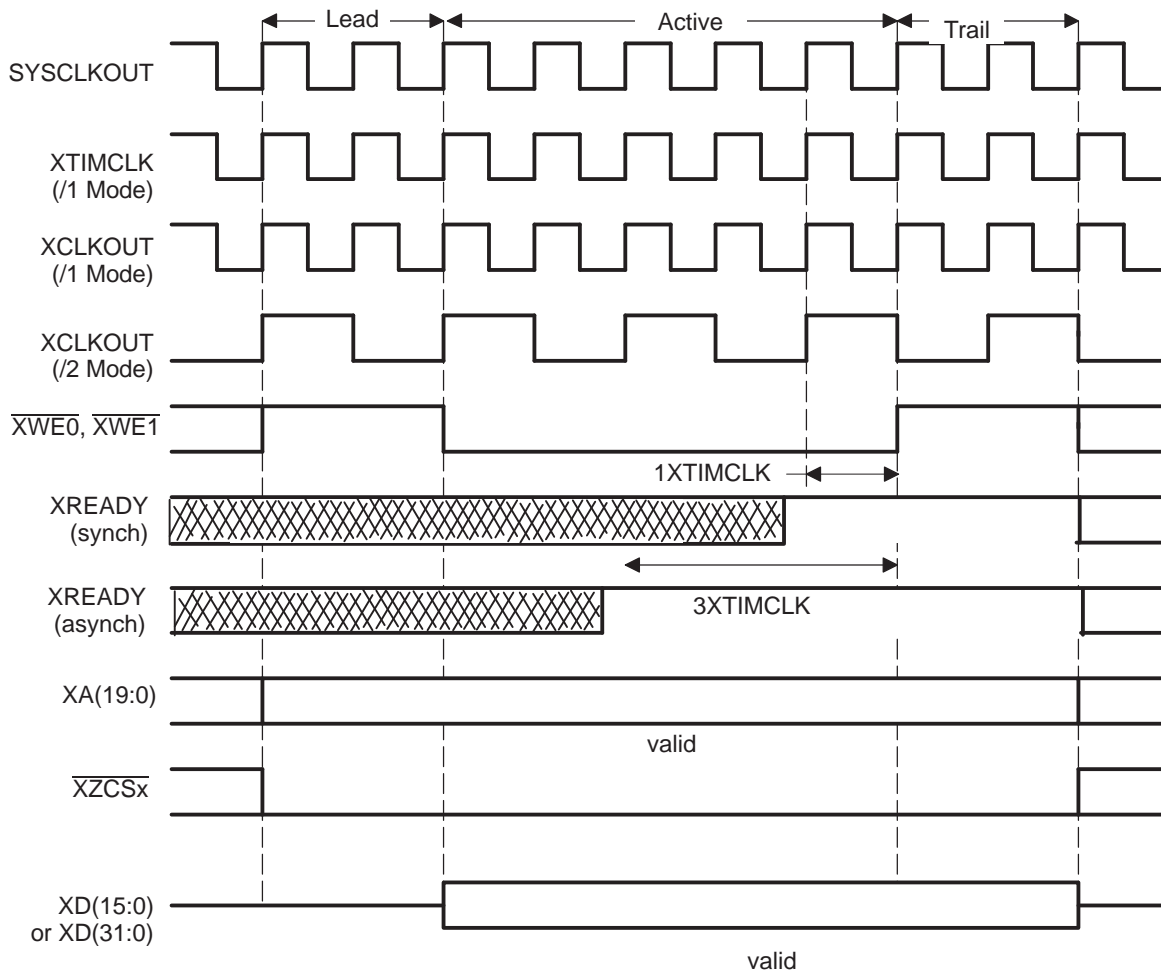 Lead
Active
Trail
SYSCLKOUT
XTIMCLK
(/1 Mode)
XCLKOUT
(/1 Mode)
XCLKOUT
(/2 Mode)
XWE0, XWE1
1XTIMCLK
XREADY
(synch)
XREADY
(asynch)
3XTIMCLK
XA(19:0)
valid
XZCSx
XD(15:0)
or XD(31:0)
valid